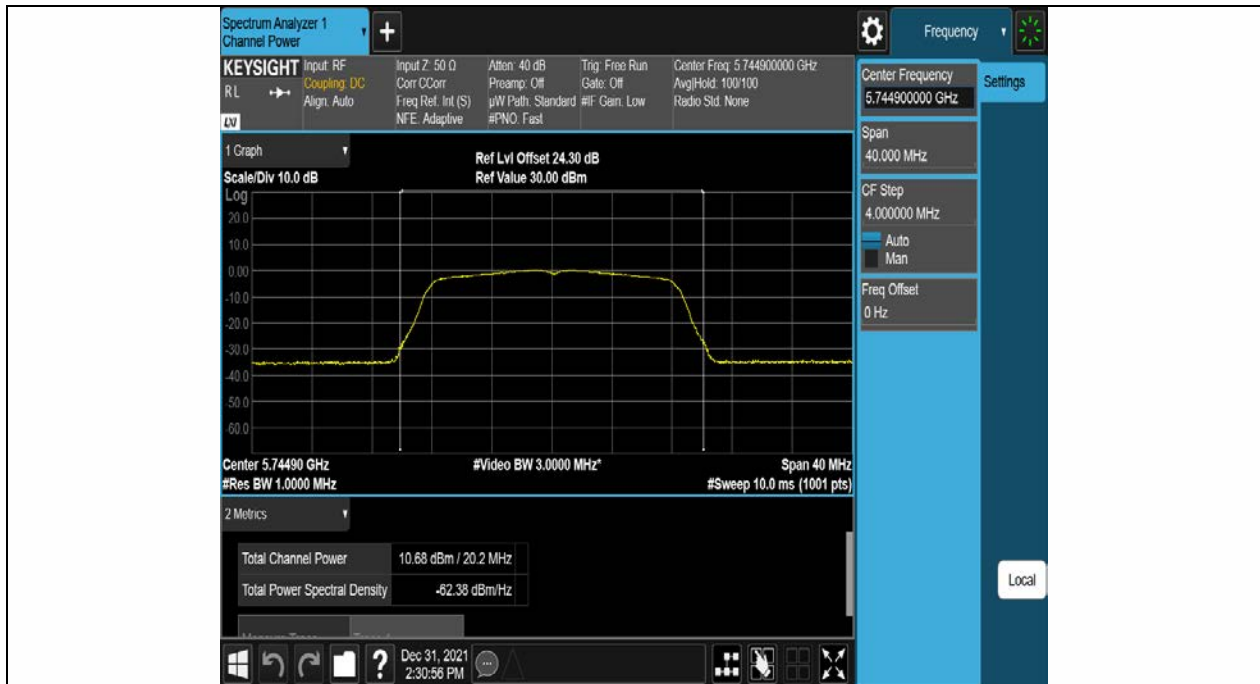 Spectrum Analyzer 1
Channel Power
+
Frequency
KEYSIGHT
RL
LXI
Input: RF
Coupling: DC
Align: Auto
Input Z: 50 Ω
Corr CCorr
Freq Ref: Int (S)
NFE: Adaptive
Atten: 40 dB
Preamp: Off
µW Path: Standard
#PNO: Fast
Trig: Free Run
Gate: Off
#IF Gain: Low
Center Freq: 5.744900000 GHz
Avg|Hold: 100/100
Radio Std: None
Center Frequency
5.744900000 GHz
Settings
Span
40.000 MHz
CF Step
4.000000 MHz
Auto
Man
Freq Offset
0 Hz
Local
1 Graph
Scale/Div 10.0 dB
Ref Lvl Offset 24.30 dB
Ref Value 30.00 dBm
Log
20.0
10.0
0.00
-10.0
-20.0
-30.0
-40.0
-50.0
-60.0
Center 5.74490 GHz
#Video BW 3.0000 MHz*
Span 40 MHz
#Res BW 1.0000 MHz
#Sweep 10.0 ms (1001 pts)
2 Metrics
Total Channel Power 10.68 dBm / 20.2 MHz
Total Power Spectral Density -62.38 dBm/Hz
?
Dec 31, 2021
2:30:56 PM